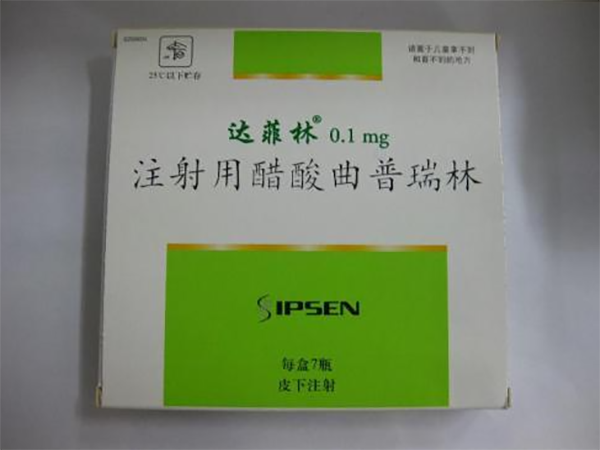 25℃以下贮存
请置于儿童拿不到
和看不到的地方
达菲林® 0.1 mg
注射用醋酸曲普瑞林
IPSEN
每盒7瓶
皮下注射